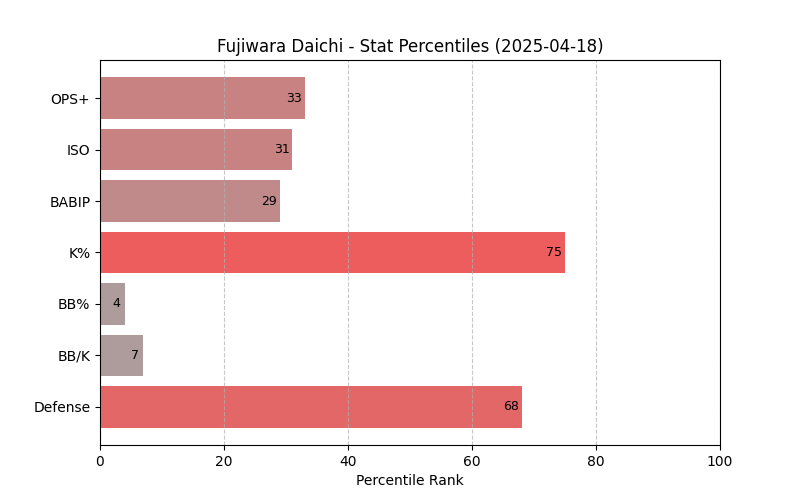 Fujiwara Daichi - Stat Percentiles (2025-04-18)
OPS+ 33
ISO 31
BABIP 29
K% 75
BB% 4
BB/K 7
Defense 68
0 20 40 60 80 100
Percentile Rank